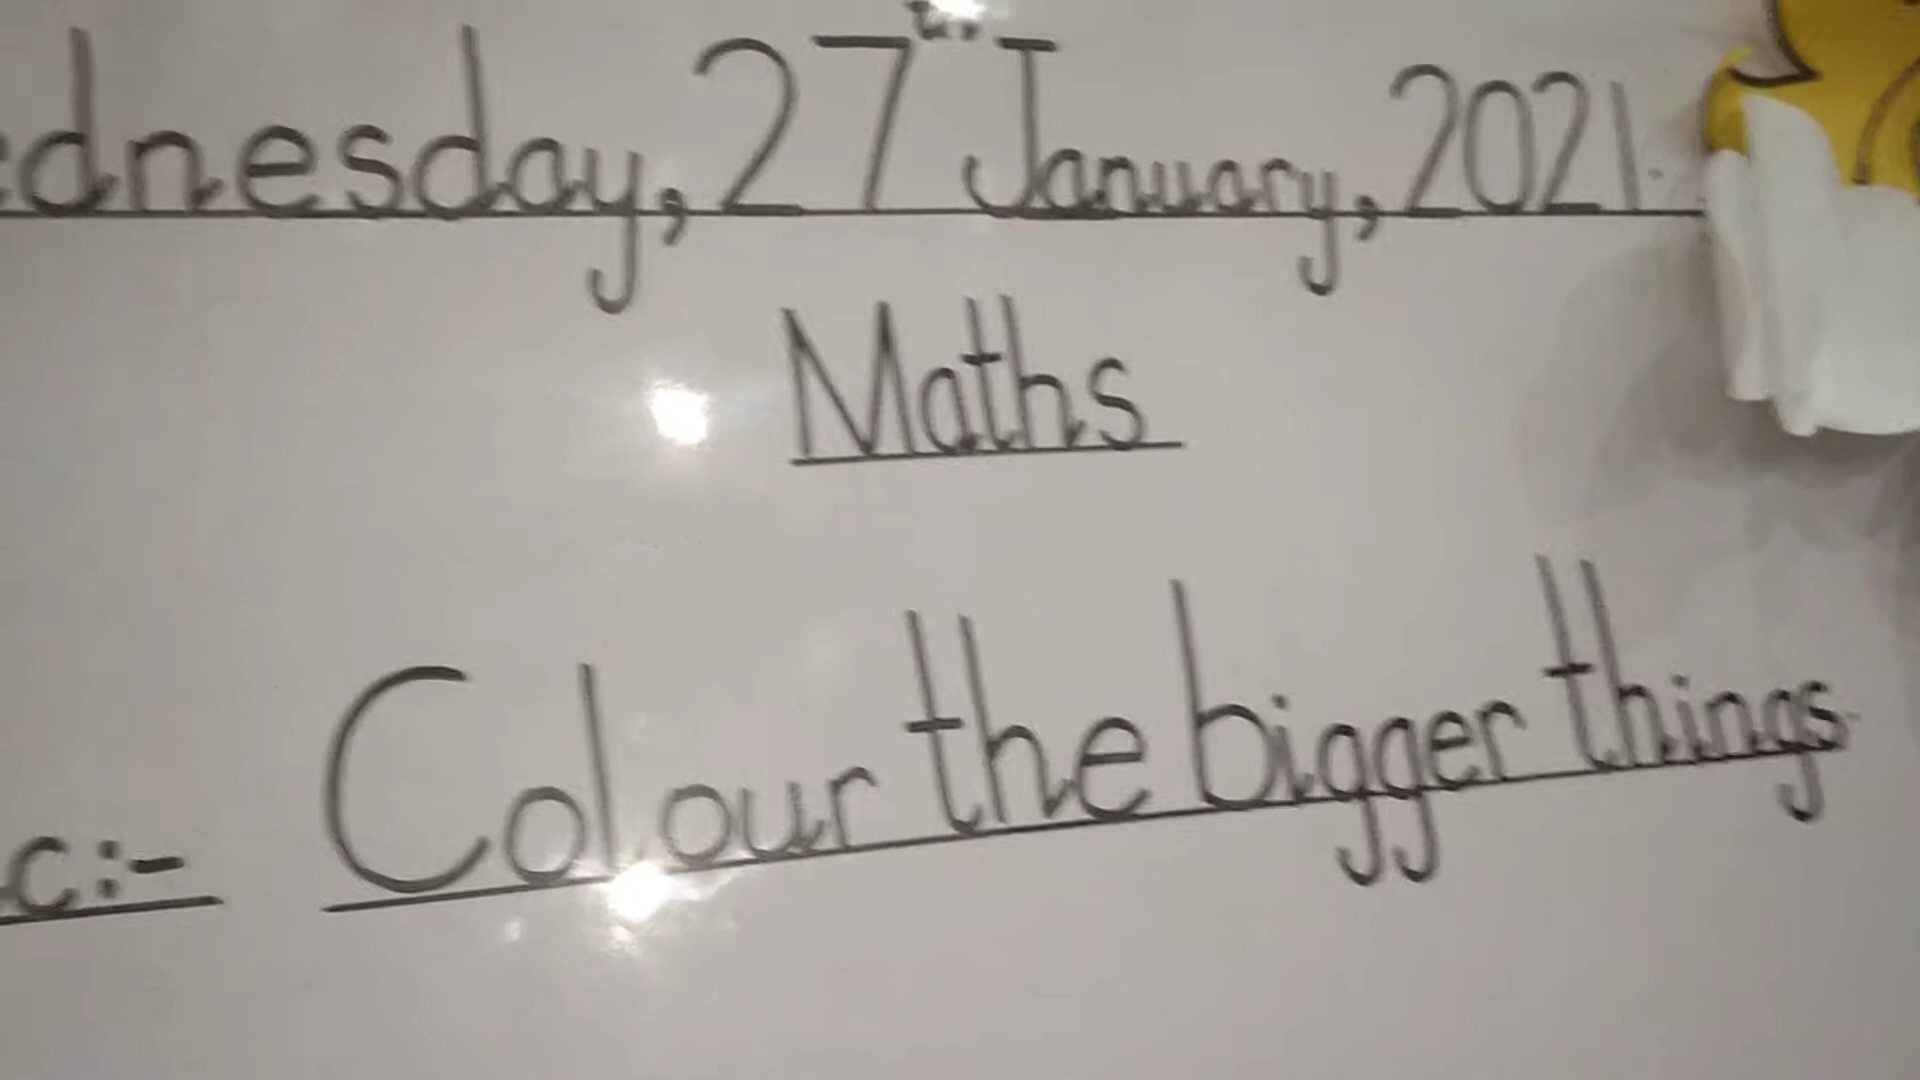 dnesday, 27th January, 2021.
Maths
c:- Colour the bigger things.